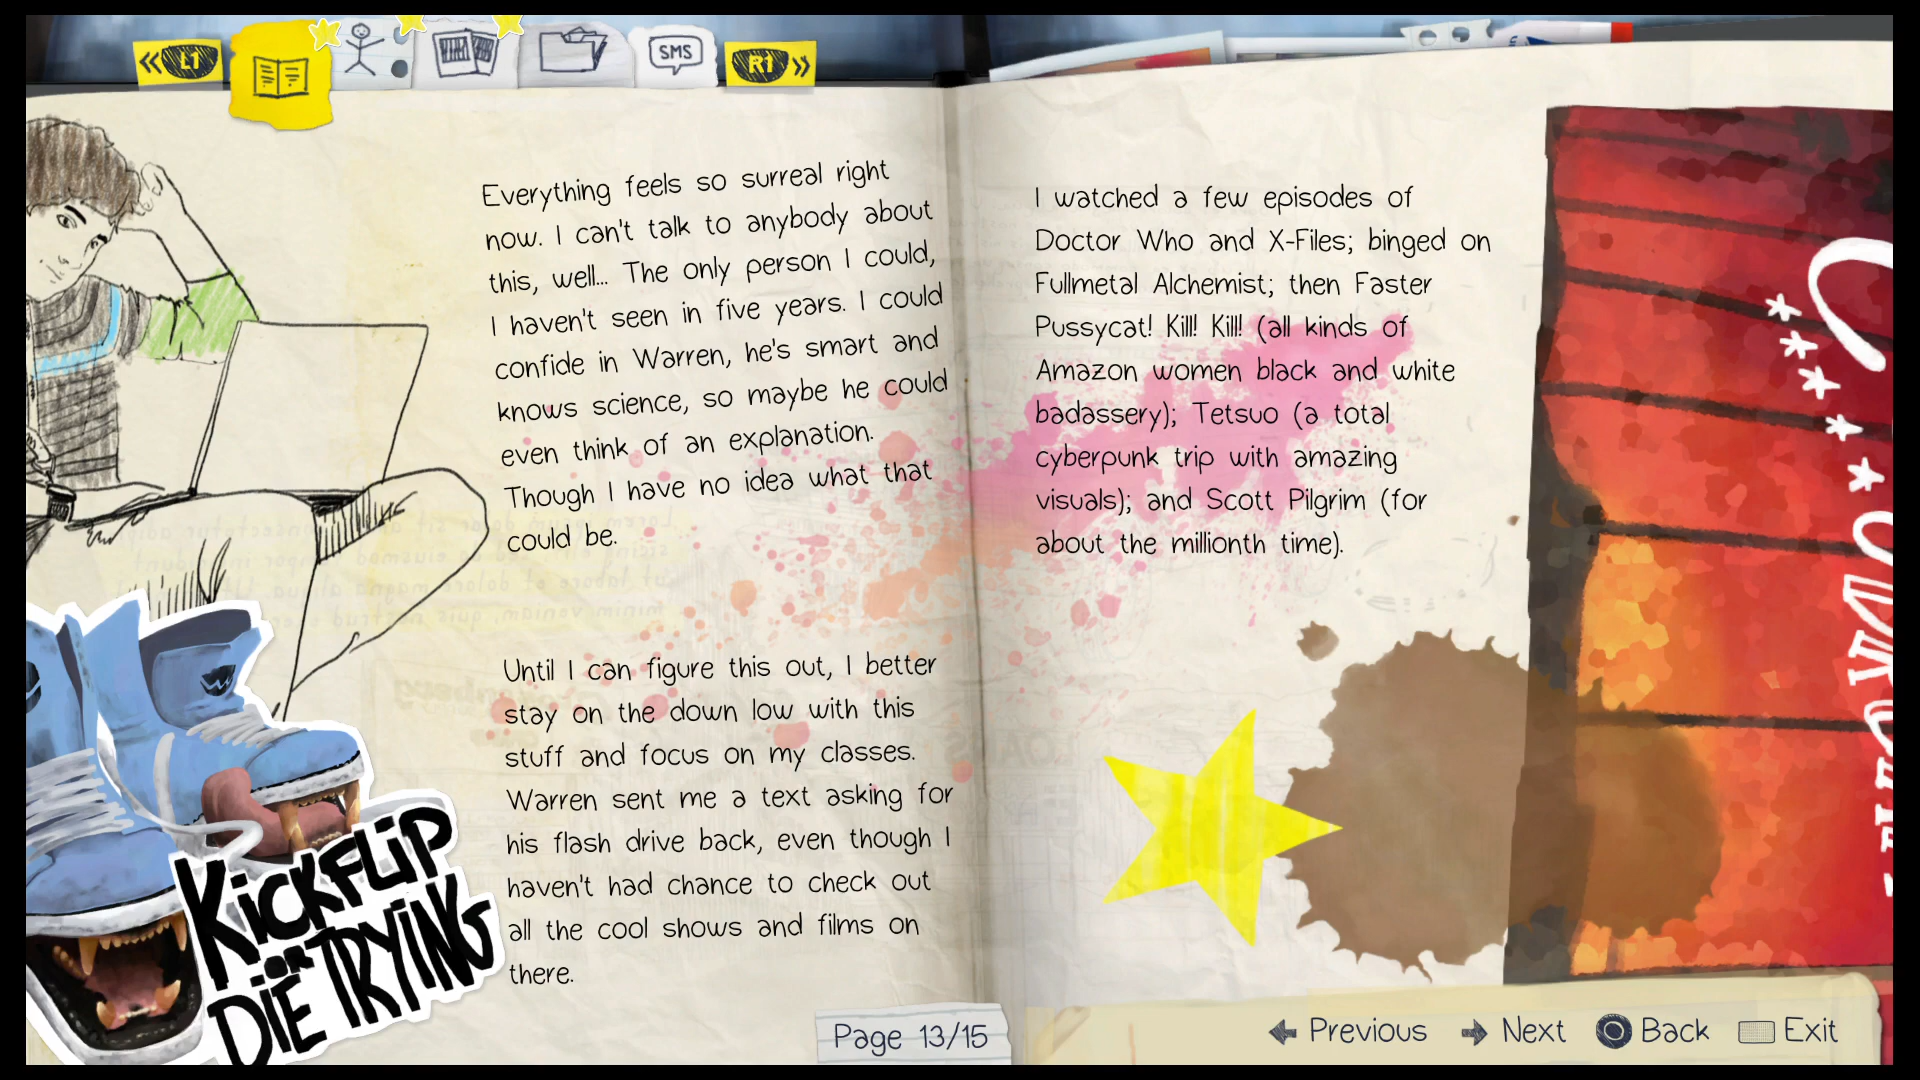 L1
SMS
R1
Everything feels so surreal right
now. I can't talk to anybody about
this, well... The only person I could,
I haven't seen in five years. I could
confide in Warren, he's smart and
knows science, so maybe he could
even think of an explanation.
Though I have no idea what that
could be.
Until I can figure this out, I better
stay on the down low with this
stuff and focus on my classes.
Warren sent me a text asking for
his flash drive back, even though I
haven't had chance to check out
all the cool shows and films on
there.
KiCKFLiP
OR
DIE TRYiNG
I watched a few episodes of
Doctor Who and X-Files; binged on
Fullmetal Alchemist; then Faster
Pussycat! Kill! Kill! (all kinds of
Amazon women black and white
badassery); Tetsuo (a total
cyberpunk trip with amazing
visuals); and Scott Pilgrim (for
about the millionth time).
Page 13/15
Previous
Next
Back
Exit